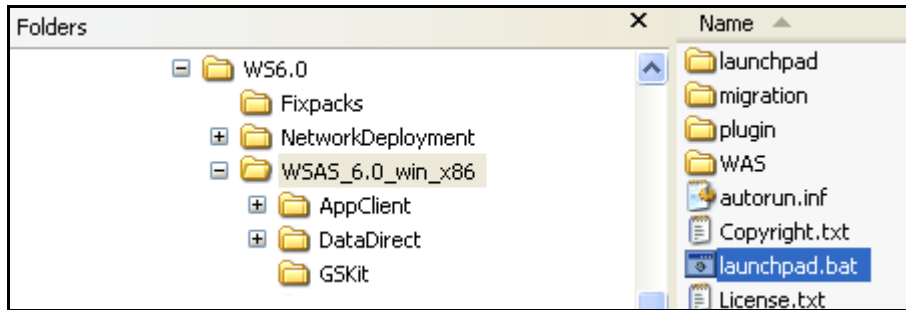 Folders
WS6.0
Fixpacks
NetworkDeployment
WSAS_6.0_win_x86
AppClient
DataDirect
GSKit
Name
launchpad
migration
plugin
WAS
autorun.inf
Copyright.txt
launchpad.bat
License.txt